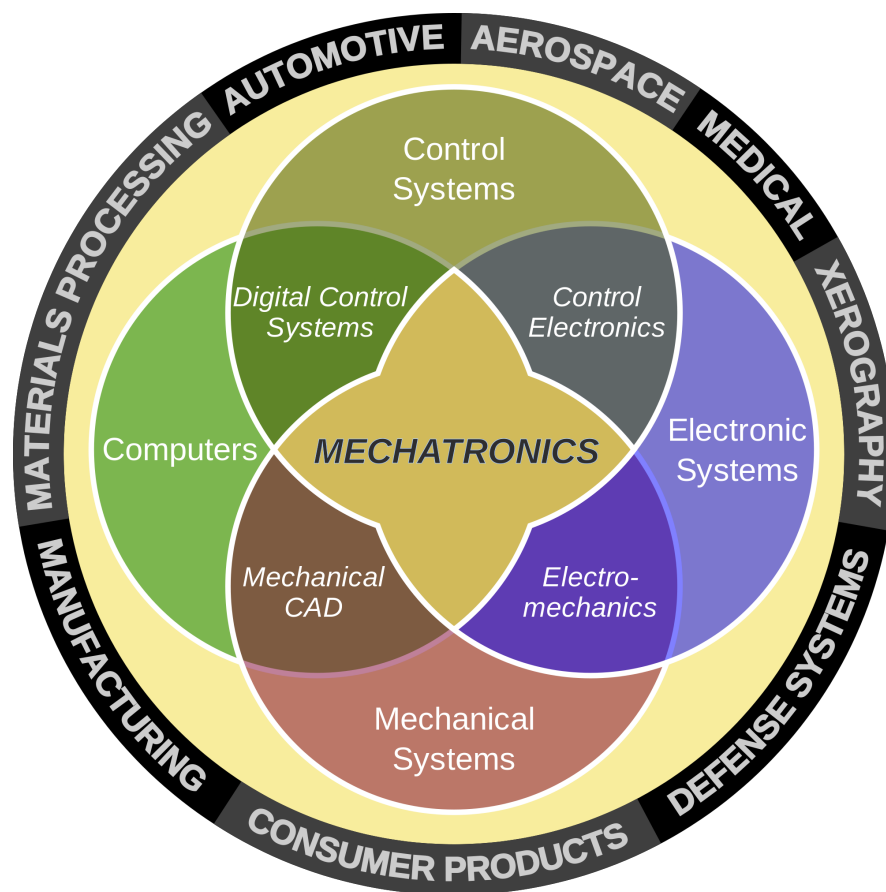 AUTOMOTIVE
AEROSPACE
MEDICAL
XEROGRAPHY
DEFENSE SYSTEMS
CONSUMER PRODUCTS
MANUFACTURING
MATERIALS PROCESSING
Control
Systems
Digital Control
Systems
Control
Electronics
Computers
MECHATRONICS
Electronic
Systems
Mechanical
CAD
Electro-
mechanics
Mechanical
Systems